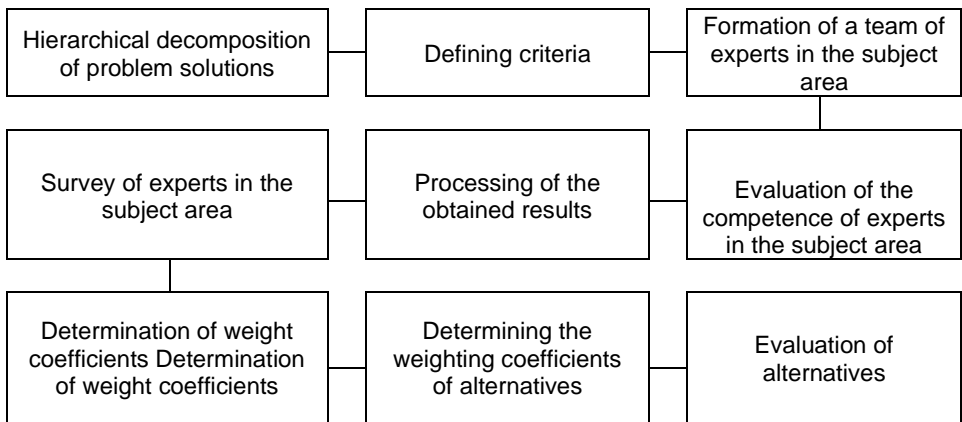 Hierarchical decomposition
of problem solutions
Defining criteria
Formation of a team of
experts in the subject
area
Survey of experts in the
subject area
Processing of the
obtained results
Evaluation of the
competence of experts
in the subject area
Determination of weight
coefficients Determination
of weight coefficients
Determining the
weighting coefficients
of alternatives
Evaluation of
alternatives